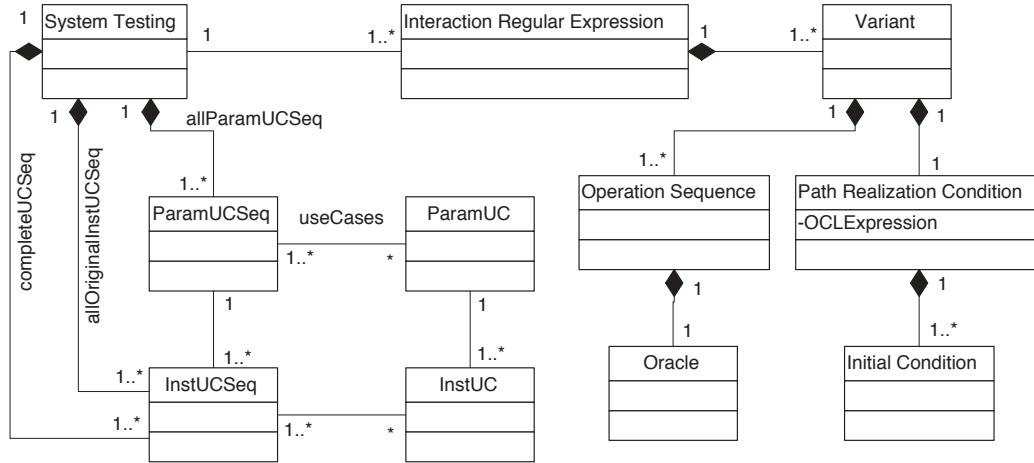 1
System Testing
Interaction Regular Expression
Variant
1
1..*
1
1..*
1
1
allParamUCSeq
1
1
completeUCSeq
allOriginalInstUCSeq
1..*
1..*
1
ParamUCSeq
useCases
ParamUC
Operation Sequence
Path Realization Condition
-OCLExpression
1..*
*
1
1
1
1
1..*
1..*
1
1..*
1..*
InstUCSeq
InstUC
Oracle
Initial Condition
1..*
1..*
*